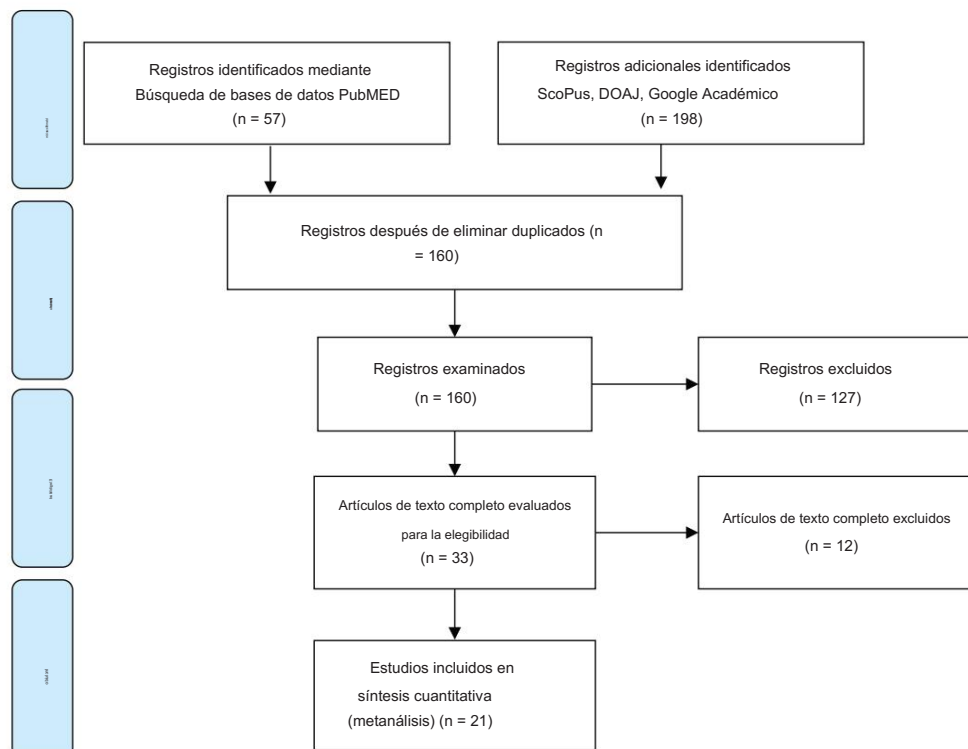 Registros identificados mediante
Búsqueda de bases de datos PubMED
(n = 57)
Registros adicionales identificados
ScoPus, DOAJ, Google Académico
(n = 198)
Registros después de eliminar duplicados (n
= 160)
Registros examinados
(n = 160)
Registros excluidos
(n = 127)
Artículos de texto completo evaluados
para la elegibilidad
(n = 33)
Artículos de texto completo excluidos
(n = 12)
Estudios incluidos en
síntesis cuantitativa
(metanálisis) (n = 21)